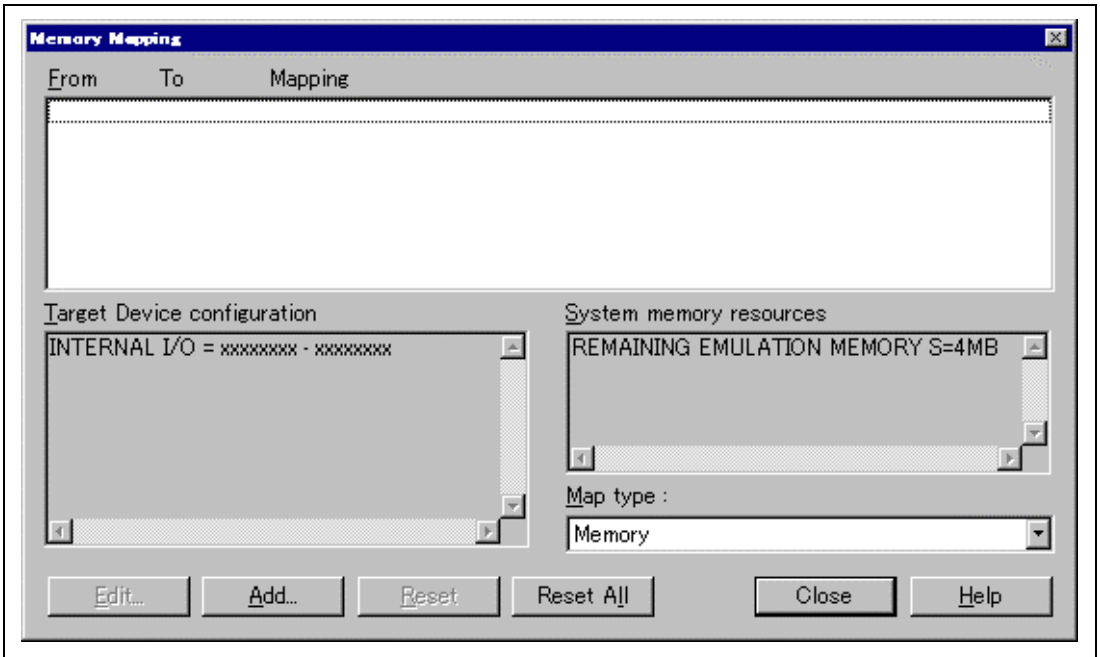 Memory Mapping
From To Mapping
Target Device configuration
INTERNAL I/O = xxxxxxxx - xxxxxxxx
System memory resources
REMAINING EMULATION MEMORY S=4MB
Map type :
Memory
Edit... Add... Reset Reset All Close Help